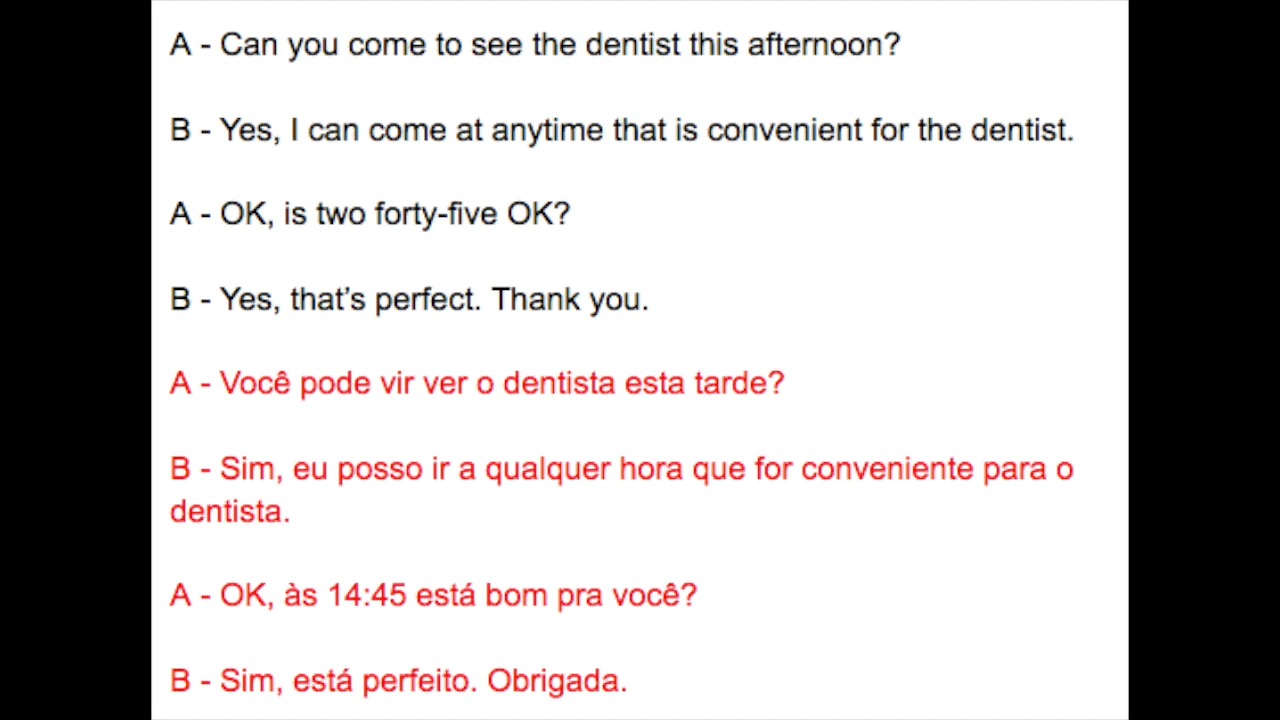 A - Can you come to see the dentist this afternoon?
B - Yes, I can come at anytime that is convenient for the dentist.
A - OK, is two forty-five OK?
B - Yes, that’s perfect. Thank you.
A - Você pode vir ver o dentista esta tarde?
B - Sim, eu posso ir a qualquer hora que for conveniente para o
dentista.
A - OK, às 14:45 está bom pra você?
B - Sim, está perfeito. Obrigada.